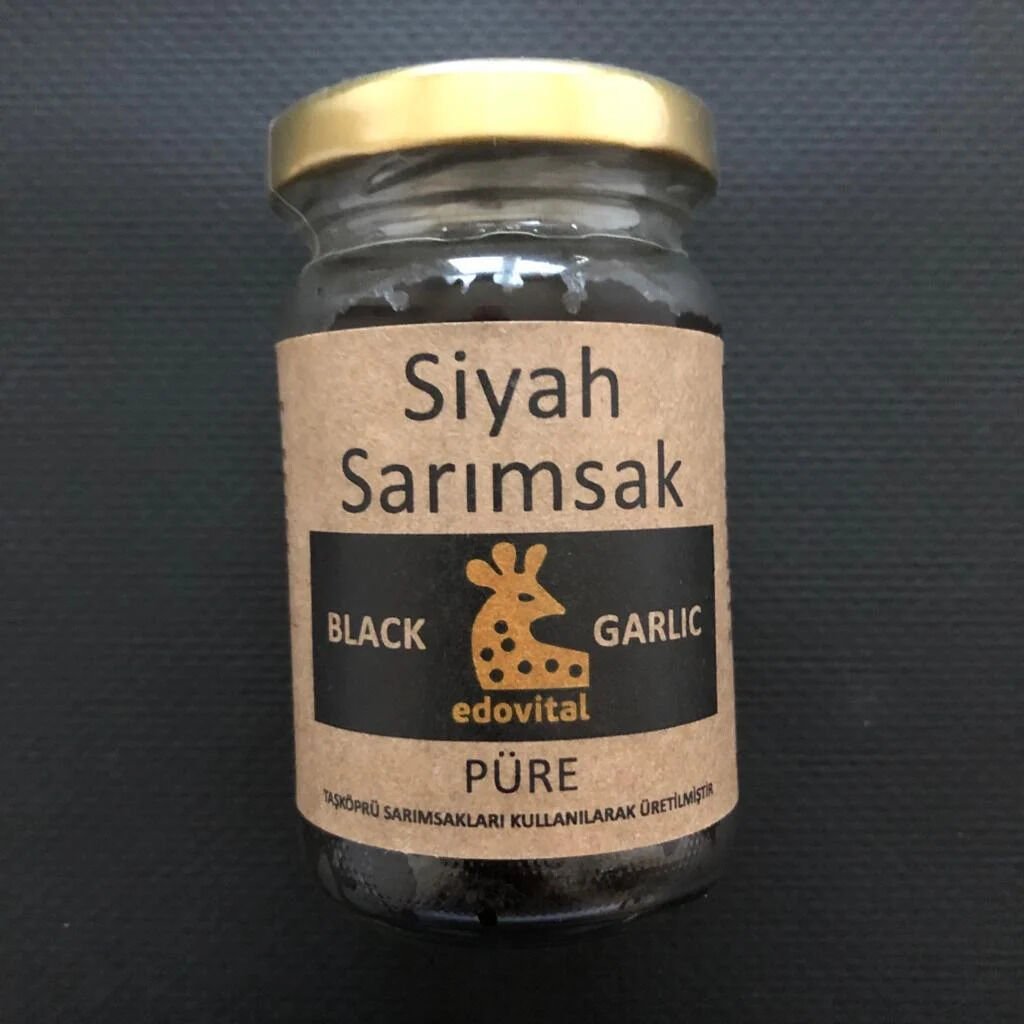 Siyah
Sarımsak
BLACK GARLIC
edovital
PÜRE
TAŞKÖPRÜ SARIMSAKLARI KULLANILARAK ÜRETİLMİŞTİR